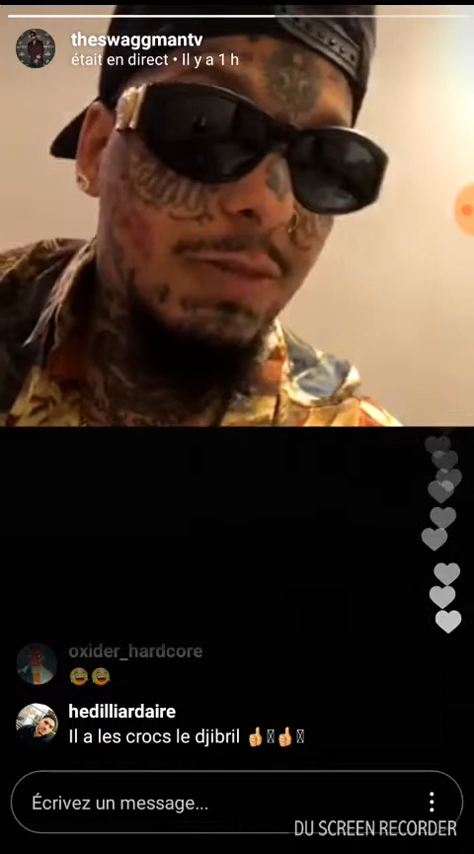 theswaggmantv
était en direct • Il y a 1 h
oxider_hardcore
😂😂
hedilliardaire
Il a les crocs le djibril 👍🏼👍🏼
Écrivez un message...
DU SCREEN RECORDER